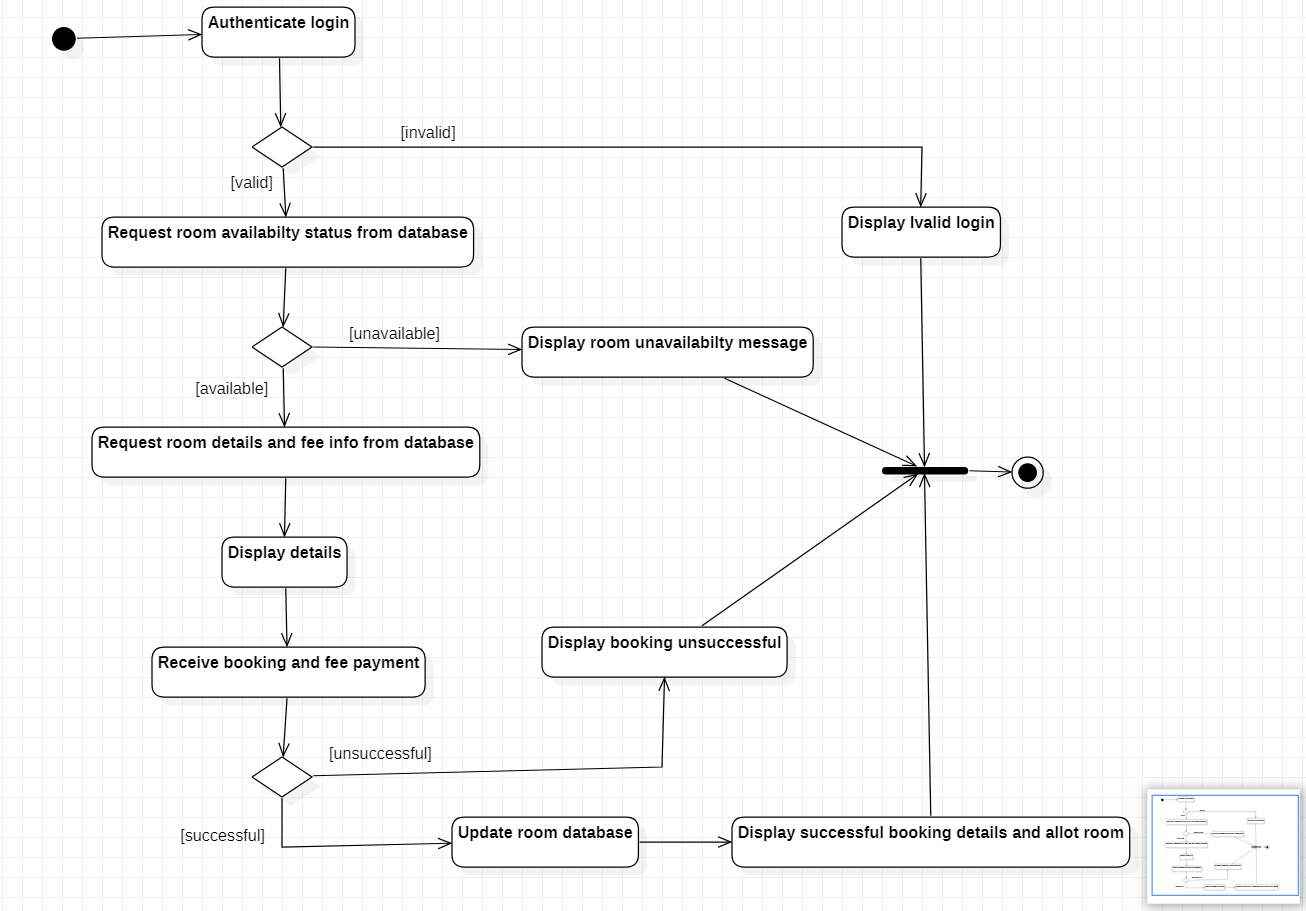 Authenticate login
[invalid]
[valid]
Request room availabilty status from database
Display Ivalid login
[unavailable]
Display room unavailabilty message
[available]
Request room details and fee info from database
Display details
Display booking unsuccessful
Receive booking and fee payment
[unsuccessful]
[successful]
Update room database
Display successful booking details and allot room